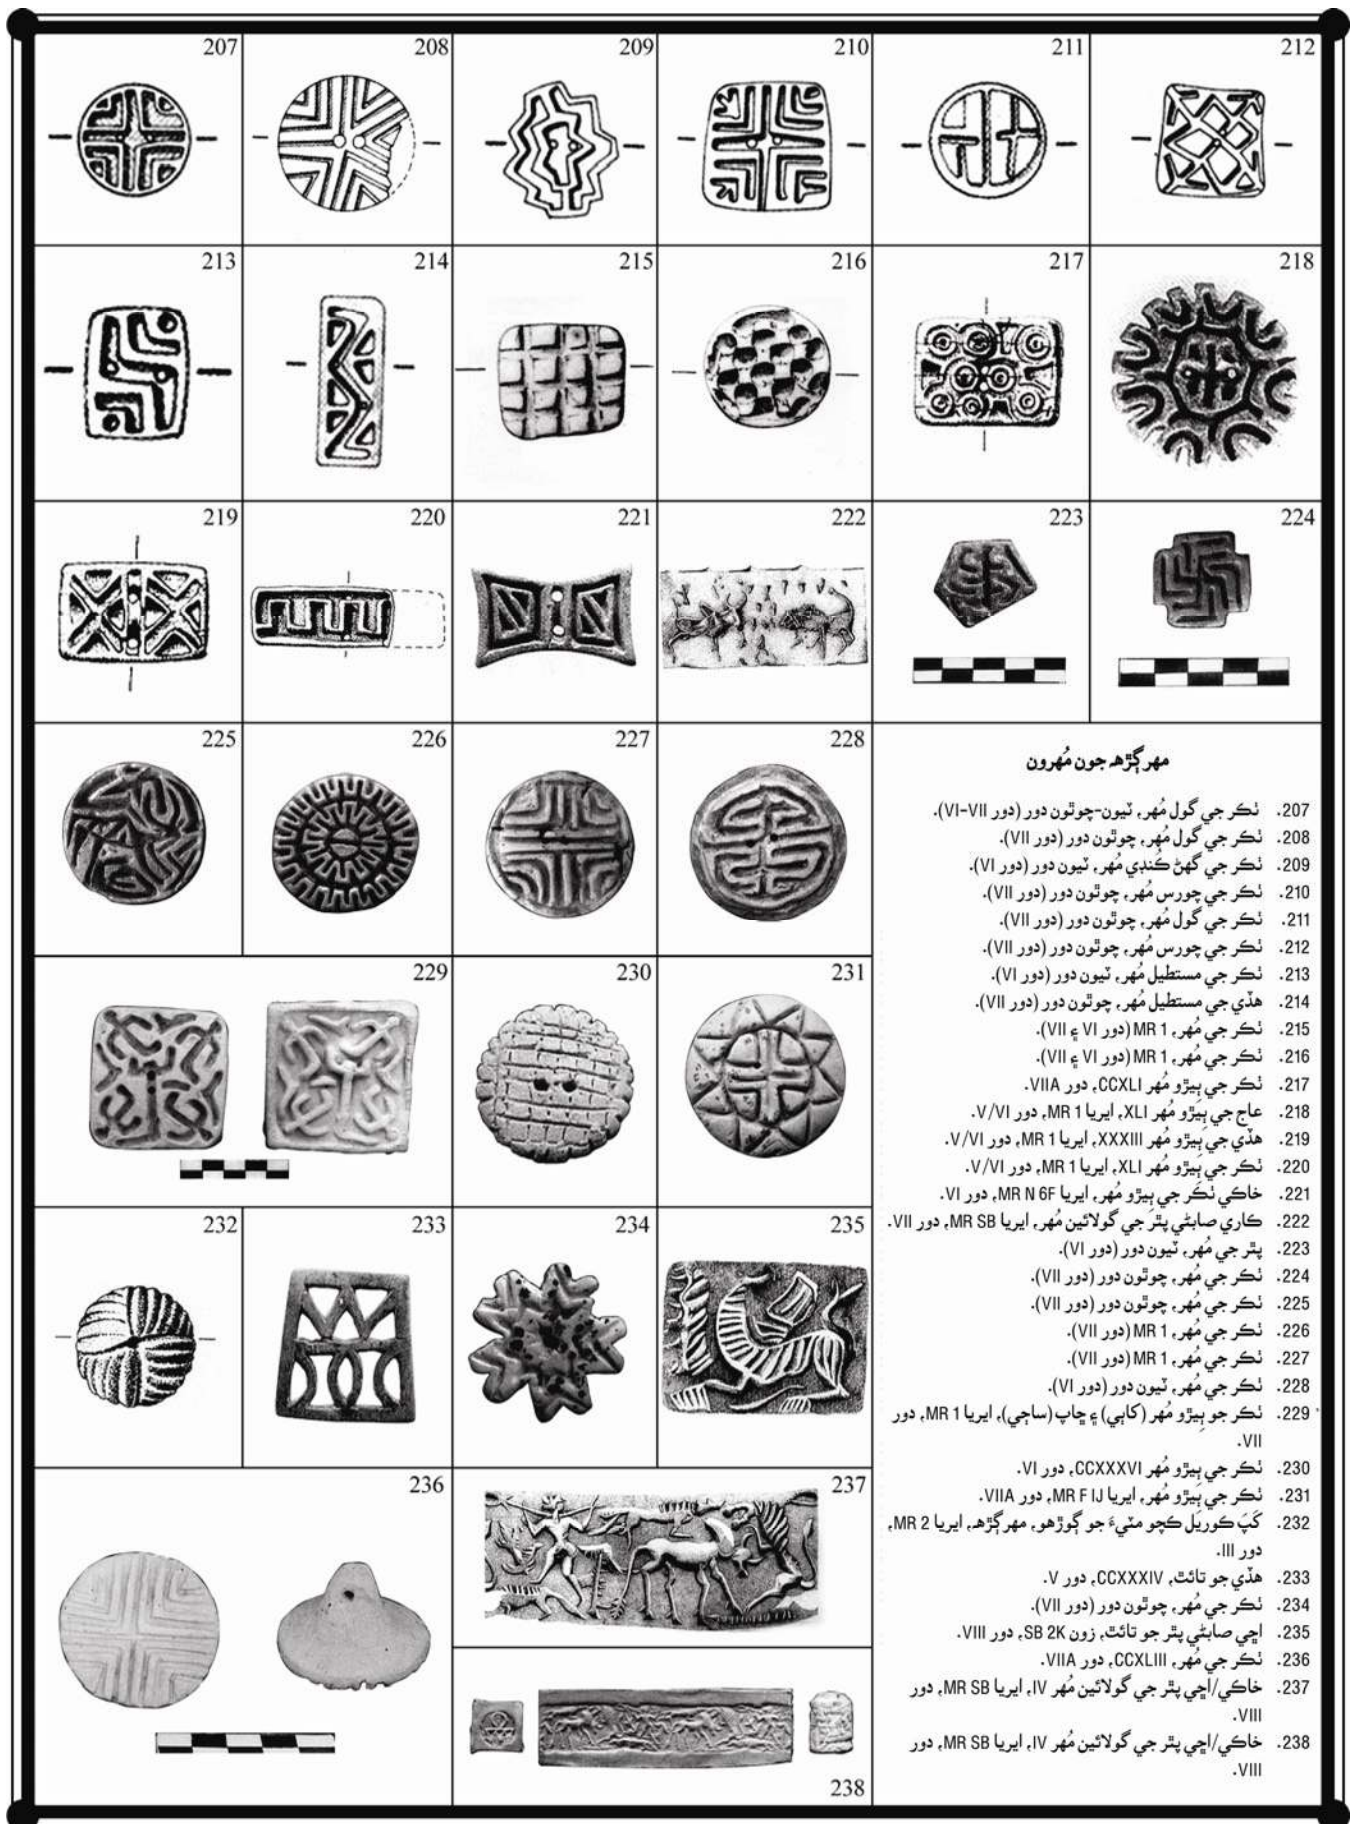 207
208
209
210
211
212
213
214
215
216
217
218
219
220
221
222
223
224
225
226
227
228
229
230
231
232
233
234
235
236
237
238
مهرڳڙهہ جون مُهرون
207. ٺڪر جي گول مُهر، ٽيون-چوٿون دور (دور VI-VII).
208. ٺڪر جي گول مُهر، چوٿون دور (دور VII).
209. ٺڪر جي گهڻ ڪُنڊي مُهر، ٽيون دور (دور VI).
210. ٺڪر جي چورس مُهر، چوٿون دور (دور VII).
211. ٺڪر جي گول مُهر، چوٿون دور (دور VII).
212. ٺڪر جي چورس مُهر، چوٿون دور (دور VII).
213. ٺڪر جي مستطيل مُهر، ٽيون دور (دور VI).
214. هڏي جي مستطيل مُهر، چوٿون دور (دور VII).
215. ٺڪر جي مُهر، MR 1 (دور VI ۽ VII).
216. ٺڪر جي مُهر، MR 1 (دور VI ۽ VII).
217. ٺڪر جي ٻِيڙو مُهر CCXLI، دور VIIA.
218. عاج جي ٻِيڙو مُهر XLI، ايريا MR 1، دور V/VI.
219. هڏي جي ٻِيڙو مُهر XXXIII، ايريا MR 1، دور V/VI.
220. ٺڪر جي ٻِيڙو مُهر XLI، ايريا MR 1، دور V/VI.
221. خاڪي ٺڪر جي ٻِيڙو مُهر، ايريا MR N 6F، دور VI.
222. ڪاري صابڻي پٿر جي گولائين مُهر، ايريا MR SB، دور VII.
223. پٿر جي مُهر، ٽيون دور (دور VI).
224. ٺڪر جي مُهر، چوٿون دور (دور VII).
225. ٺڪر جي مُهر، چوٿون دور (دور VII).
226. ٺڪر جي مُهر، MR 1 (دور VII).
227. ٺڪر جي مُهر، MR 1 (دور VII).
228. ٺڪر جي مُهر، ٽيون دور (دور VI).
229. ٺڪر جو ٻِيڙو مُهر (کاٻي) ۽ ڇاپ (ساڄي)، ايريا MR 1، دور
VII.
230. ٺڪر جي ٻِيڙو مُهر CCXXXVI، دور VI.
231. ٺڪر جي ٻِيڙو مُهر، ايريا MR F IJ، دور VIIA.
232. کَپ ڪوريَل ڪچو مٽيءَ جو ڳوڙهو، مهرڳڙهہ، ايريا MR 2،
دور III.
233. هڏي جو تائٿ، CCXXXIV، دور V.
234. ٺڪر جي مُهر، چوٿون دور (دور VII).
235. اڇي صابڻي پٿر جو تائٿ، زون SB 2K، دور VIII.
236. ٺڪر جي مُهر، CCXLIII، دور VIIA.
237. خاڪي/اڇي پٿر جي گولائين مُهر IV، ايريا MR SB، دور
VIII.
238. خاڪي/اڇي پٿر جي گولائين مُهر IV، ايريا MR SB، دور
VIII.